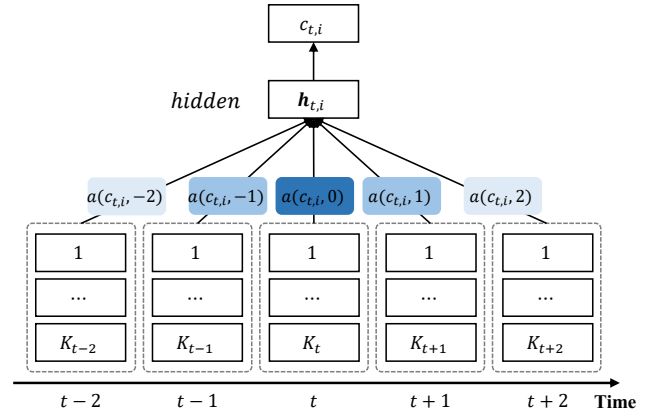 c_{t,i}
hidden h_{t,i}
a(c_{t,i}, −2) a(c_{t,i}, −1) a(c_{t,i}, 0) a(c_{t,i}, 1) a(c_{t,i}, 2)
1 1 1 1 1
... ... ... ... ...
K_{t−2} K_{t−1} K_t K_{t+1} K_{t+2}
t − 2 t − 1 t t + 1 t + 2 Time